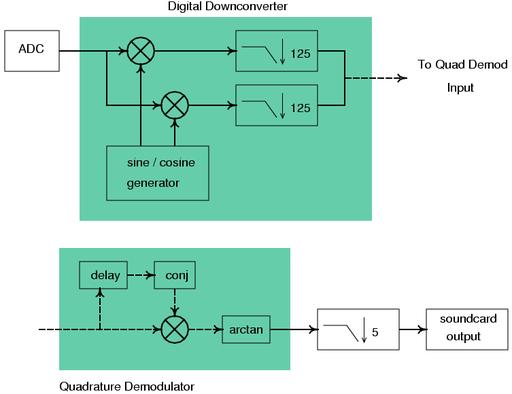 Digital Downconverter
ADC
125
To Quad Demod
Input
125
sine / cosine
generator
delay
conj
arctan
5
soundcard
output
Quadrature Demodulator